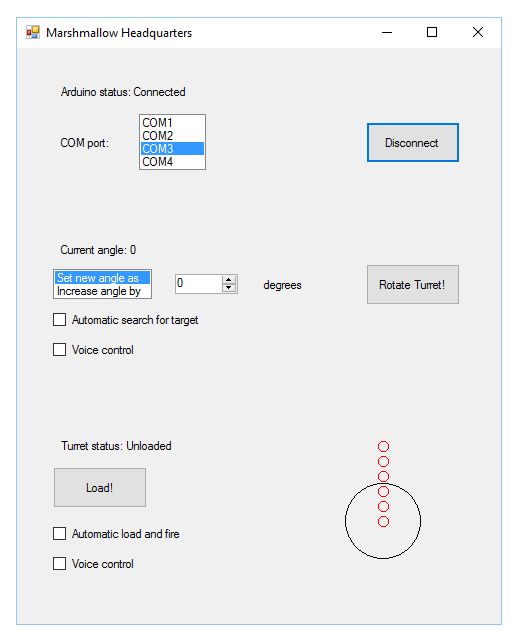 Marshmallow Headquarters
Arduino status: Connected
COM port:
COM1
COM2
COM3
COM4
Disconnect
Current angle: 0
Set new angle as
Increase angle by
0
degrees
Rotate Turret!
Automatic search for target
Voice control
Turret status: Unloaded
Load!
Automatic load and fire
Voice control